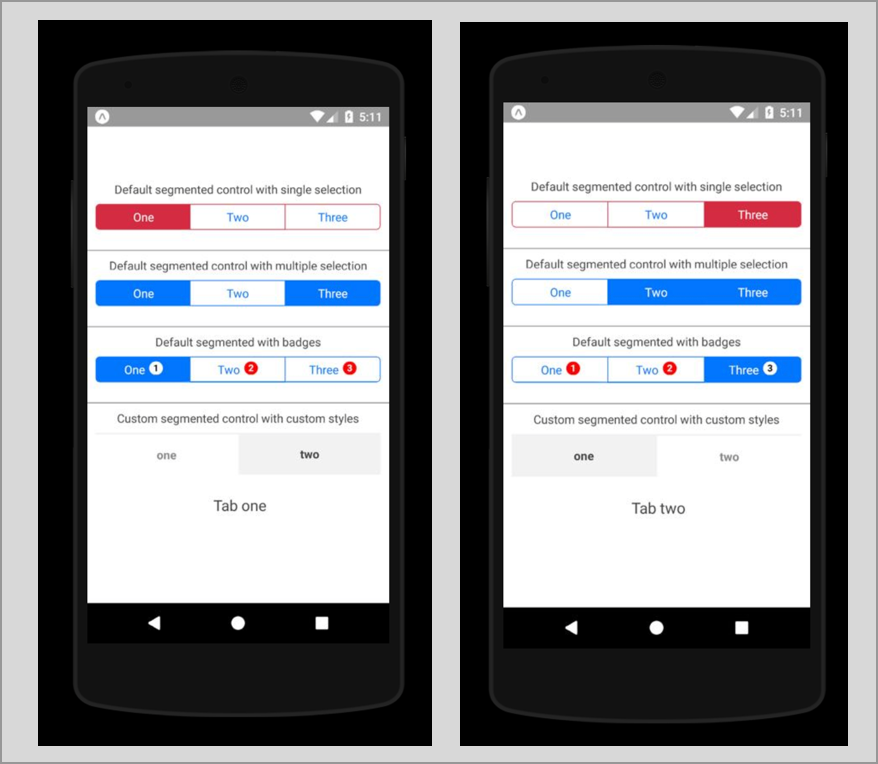 5:11
Default segmented control with single selection
One Two Three
Default segmented control with multiple selection
One Two Three
Default segmented with badges
One 1 Two 2 Three 3
Custom segmented control with custom styles
one two
Tab one
5:11
Default segmented control with single selection
One Two Three
Default segmented control with multiple selection
One Two Three
Default segmented with badges
One 1 Two 2 Three 3
Custom segmented control with custom styles
one two
Tab two